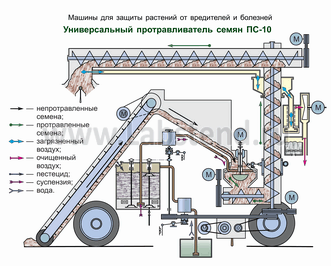 Машины для защиты растений от вредителей и болезней
Универсальный протравливатель семян ПС-10
М
М
— непротравленные
семена;
— протравленные
семена;
— загрязненный
воздух;
— очищенный
воздух;
— пестецид;
— суспензия;
— вода.
М
М
М
М